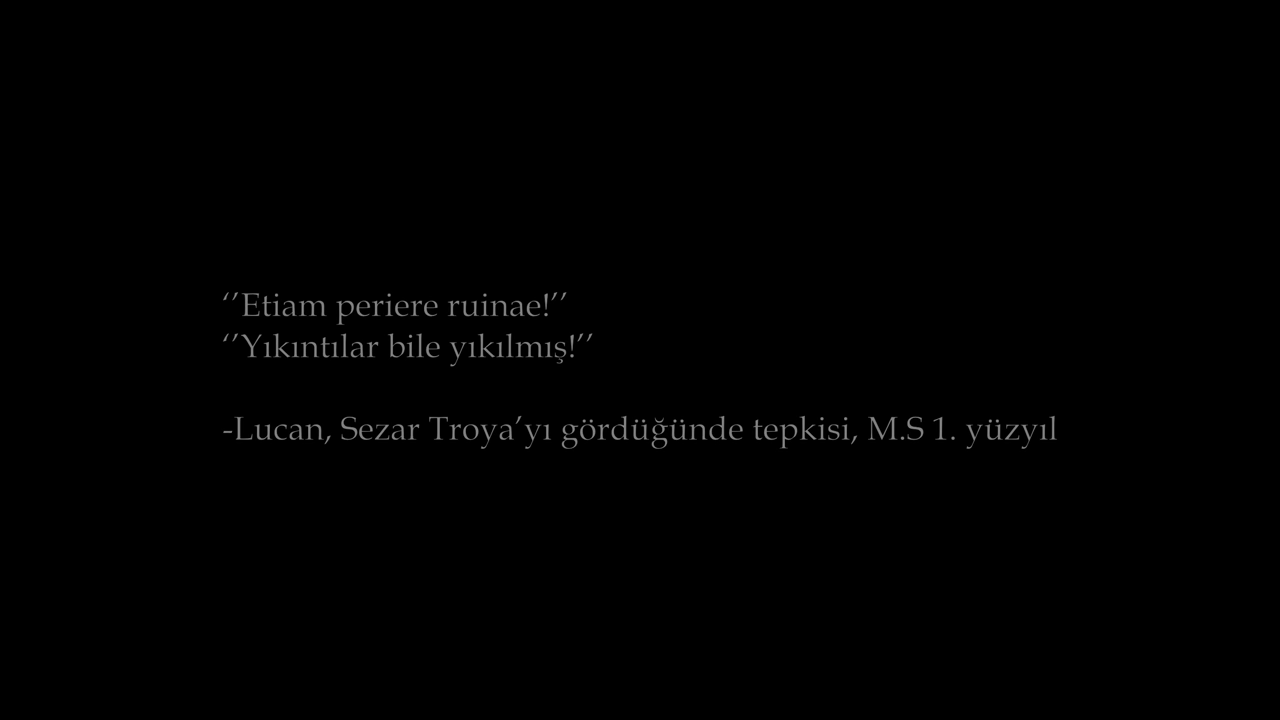 ‘’Etiam periere ruinae!’’
‘’Yıkıntılar bile yıkılmış!’’
-Lucan, Sezar Troya’yı gördüğünde tepkisi, M.S 1. yüzyıl